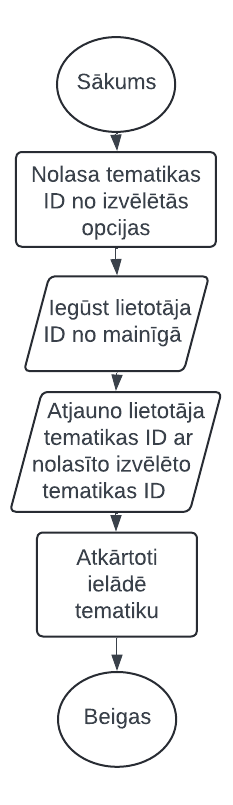 Sākums
Nolasa tematikas
ID no izvēlētās
opcijas
Iegūst lietotāja
ID no mainīgā
Atjauno lietotāja
tematikas ID ar
nolasīto izvēlēto
tematikas ID
Atkārtoti
ielādē
tematiku
Beigas